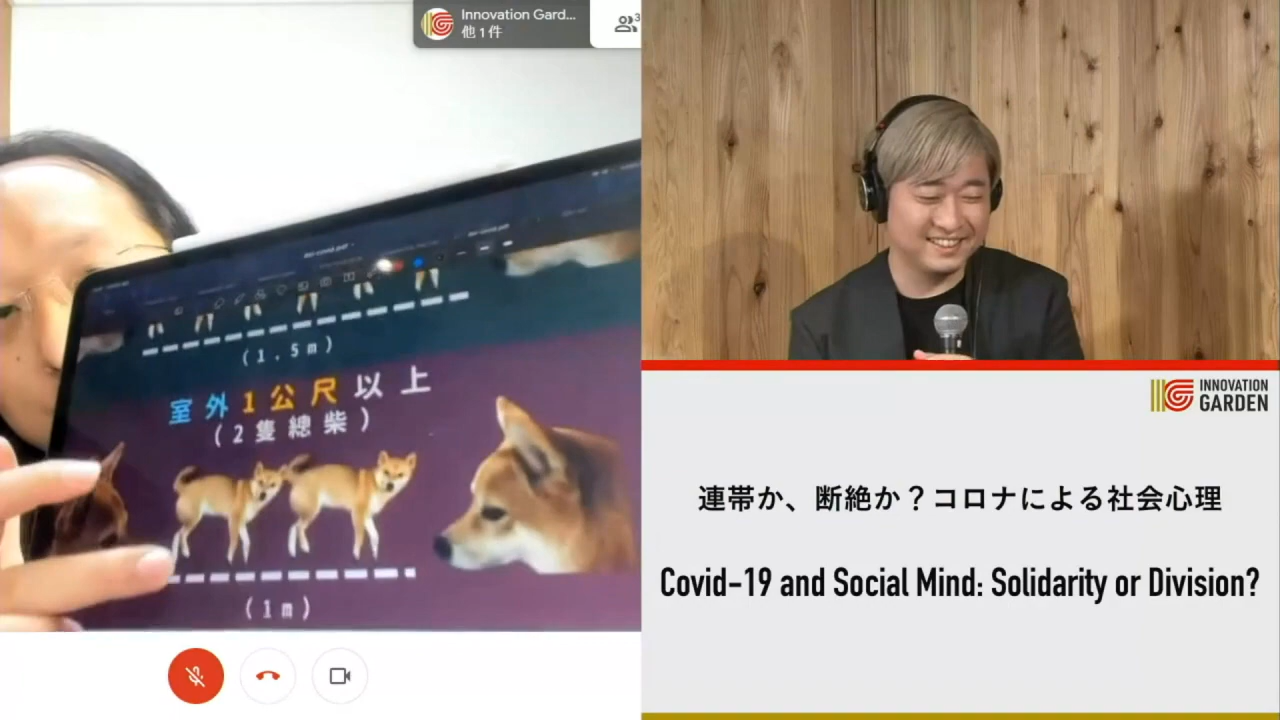 Innovation Gard...
他 1 件
3
(1.5m)
室外1公尺以上
(2隻總柴)
(1m)
INNOVATION
GARDEN
連帯か、断絶か？コロナによる社会心理
Covid-19 and Social Mind: Solidarity or Division?